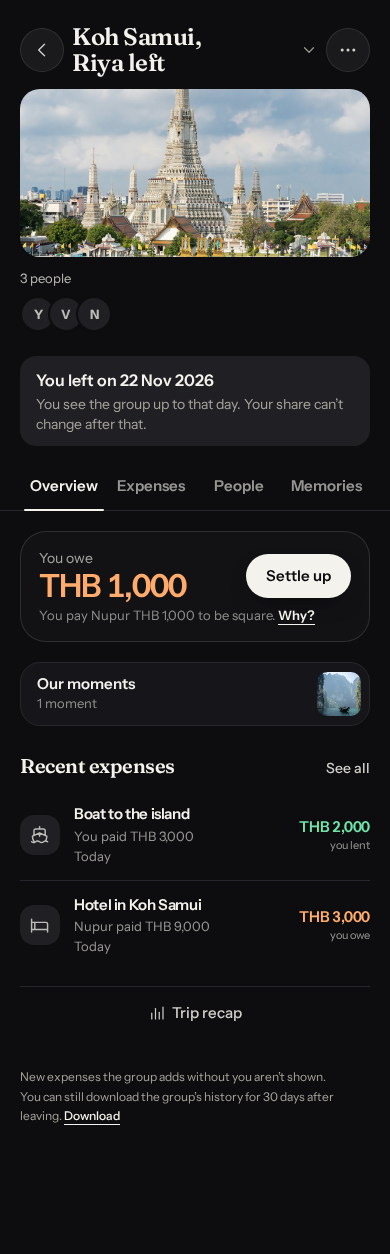 Koh Samui,
Riya left
3 people
Y V N
You left on 22 Nov 2026
You see the group up to that day. Your share can't
change after that.
Overview Expenses People Memories
You owe
THB 1,000
Settle up
You pay Nupur THB 1,000 to be square. Why?
Our moments
1 moment
Recent expenses See all
Boat to the island
You paid THB 3,000
Today
THB 2,000
you lent
Hotel in Koh Samui
Nupur paid THB 9,000
Today
THB 3,000
you owe
Trip recap
New expenses the group adds without you aren't shown.
You can still download the group's history for 30 days after
leaving. Download